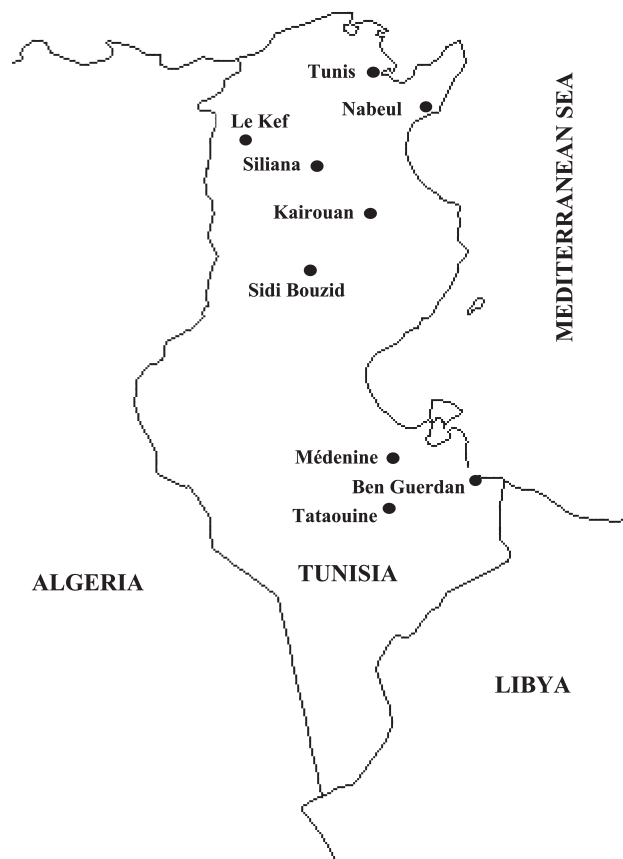 Tunis
Nabeul
Le Kef
Siliana
Kairouan
Sidi Bouzid
MEDITERRANEAN SEA
Médenine
Ben Guerdan
Tataouine
ALGERIA
TUNISIA
LIBYA